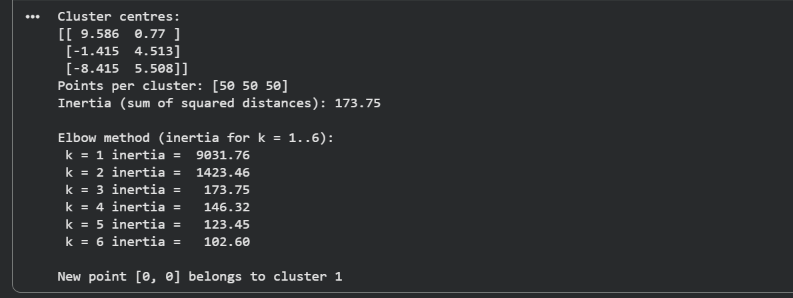 Cluster centres:
[[ 9.586  0.77 ]
 [-1.415  4.513]
 [-8.415  5.508]]
Points per cluster: [50 50 50]
Inertia (sum of squared distances): 173.75

Elbow method (inertia for k = 1..6):
 k = 1 inertia =  9031.76
 k = 2 inertia =  1423.46
 k = 3 inertia =   173.75
 k = 4 inertia =   146.32
 k = 5 inertia =   123.45
 k = 6 inertia =   102.60

New point [0, 0] belongs to cluster 1